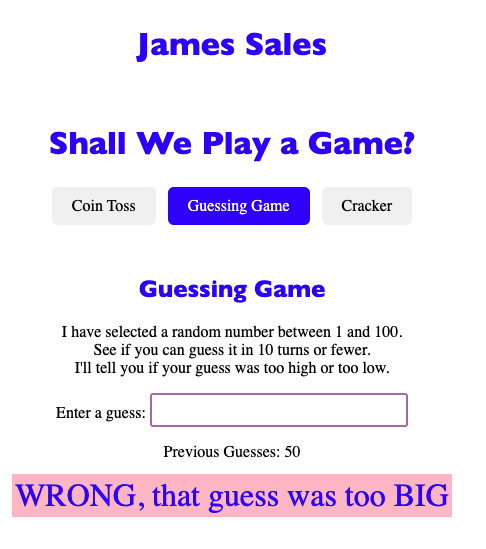 James Sales
Shall We Play a Game?
Coin Toss Guessing Game Cracker
Guessing Game
I have selected a random number between 1 and 100.
See if you can guess it in 10 turns or fewer.
I'll tell you if your guess was too high or too low.
Enter a guess:
Previous Guesses: 50
WRONG, that guess was too BIG